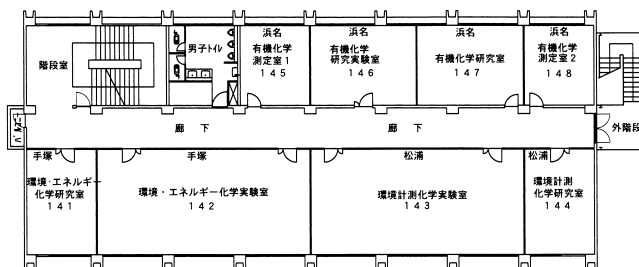 階段室
男子トイレ
浜名
有機化学
測定室1
145
浜名
有機化学
研究実験室
146
浜名
有機化学研究室
147
浜名
有機化学
測定室2
148
廊 下
廊 下
外階段
手塚
環境・エネルギー
化学研究室
141
手塚
環境・エネルギー化学実験室
142
松浦
環境計測化学実験室
143
松浦
環境計測
化学研究室
144